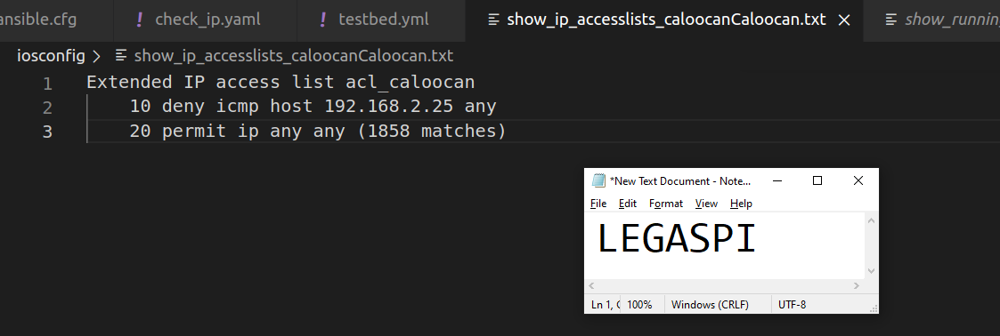 ansible.cfg
! check_ip.yaml
! testbed.yml
show_ip_accesslists_caloocanCaloocan.txt
show_running
iosconfig > show_ip_accesslists_caloocanCaloocan.txt
1 Extended IP access list acl_caloocan
2 10 deny icmp host 192.168.2.25 any
3 20 permit ip any any (1858 matches)
*New Text Document - Note...
File Edit Format View Help
LEGASPI
Ln 1, C 100% Windows (CRLF) UTF-8